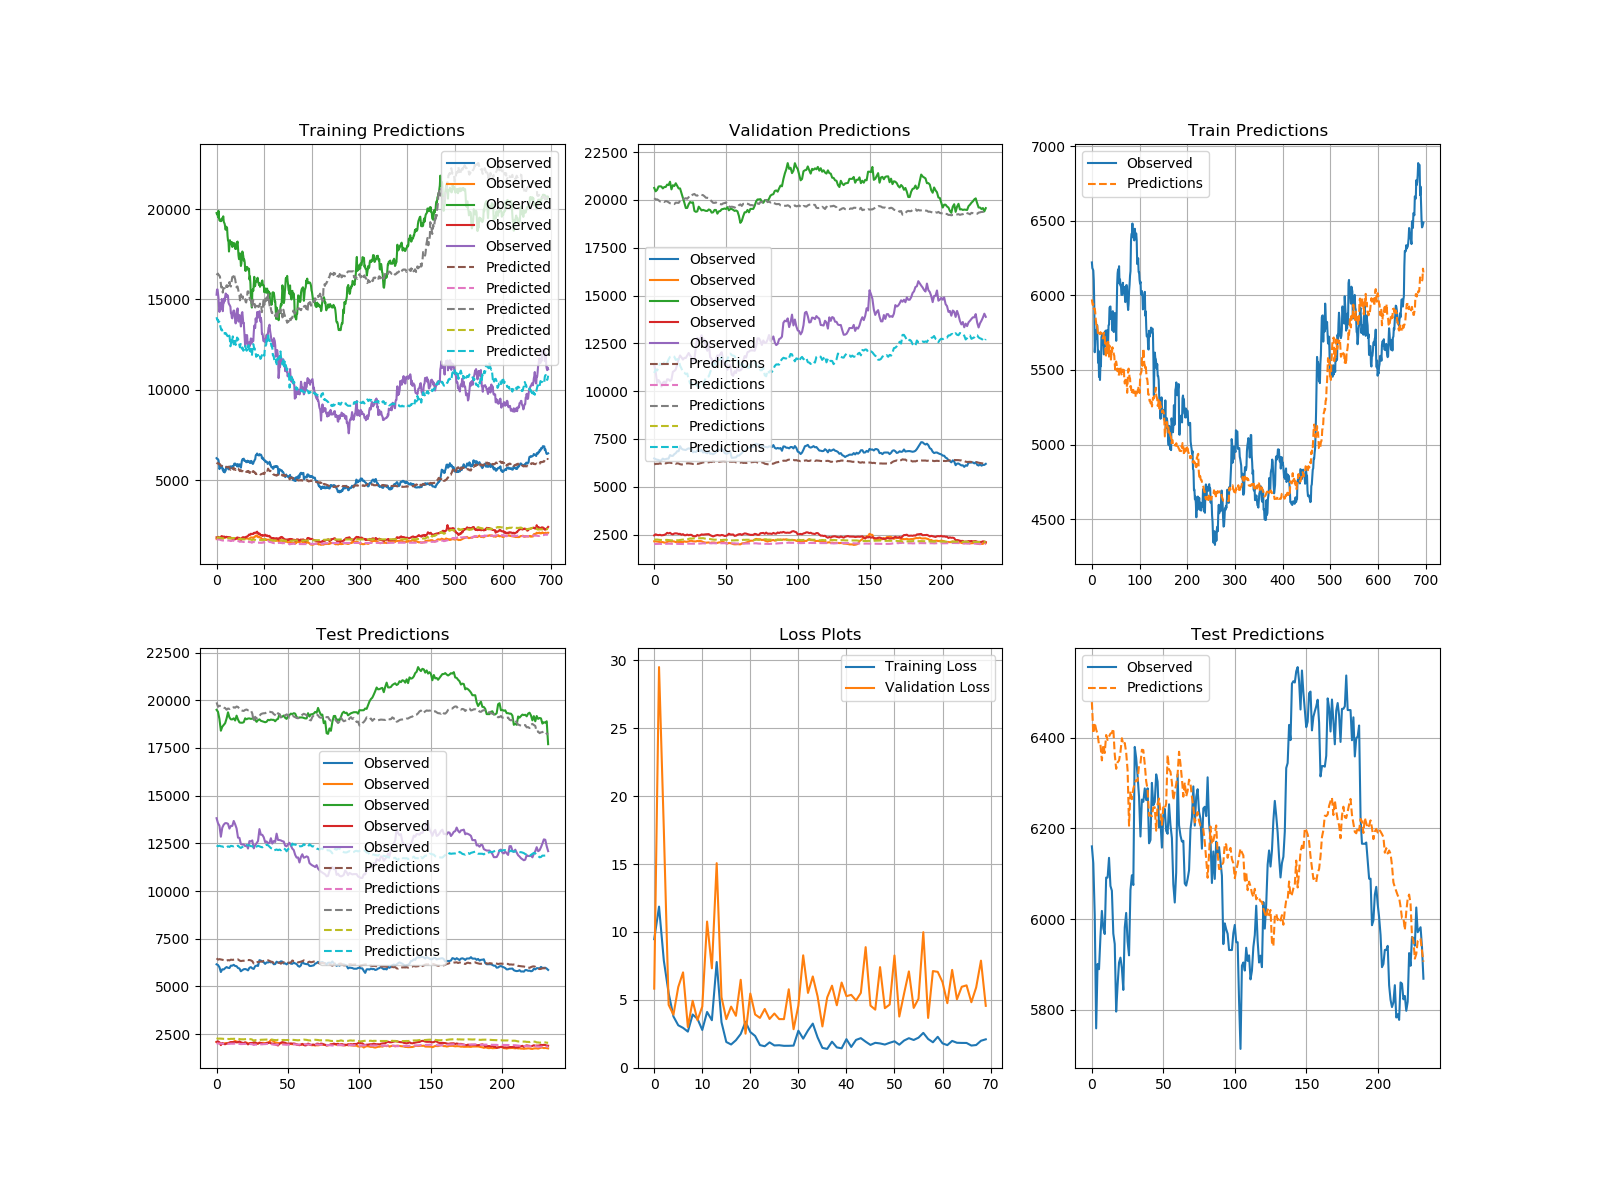 Training Predictions
Observed
Observed
Observed
Observed
Observed
Predicted
Predicted
Predicted
Predicted
Predicted
20000
15000
10000
5000
0 100 200 300 400 500 600 700
Validation Predictions
22500
20000
17500
15000
12500
10000
7500
5000
2500
Observed
Observed
Observed
Observed
Observed
Predictions
Predictions
Predictions
Predictions
Predictions
0 50 100 150 200
Train Predictions
7000
6500
6000
5500
5000
4500
Observed
Predictions
0 100 200 300 400 500 600 700
Test Predictions
22500
20000
17500
15000
12500
10000
7500
5000
2500
Observed
Observed
Observed
Observed
Observed
Predictions
Predictions
Predictions
Predictions
Predictions
0 50 100 150 200
Loss Plots
30
25
20
15
10
5
0
Training Loss
Validation Loss
0 10 20 30 40 50 60 70
Test Predictions
Observed
Predictions
6400
6200
6000
5800
0 50 100 150 200